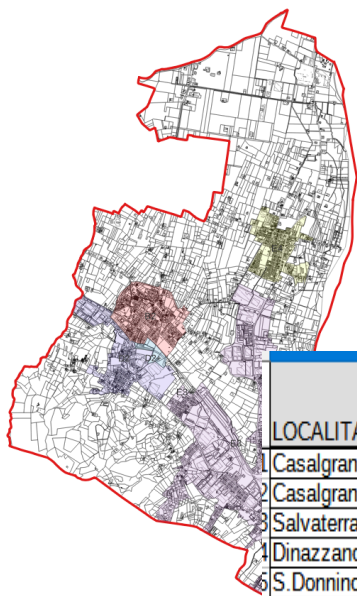 LOCALITA
1 Casalgran
2 Casalgran
3 Salvaterra
4 Dinazzano
5 S.Donnino